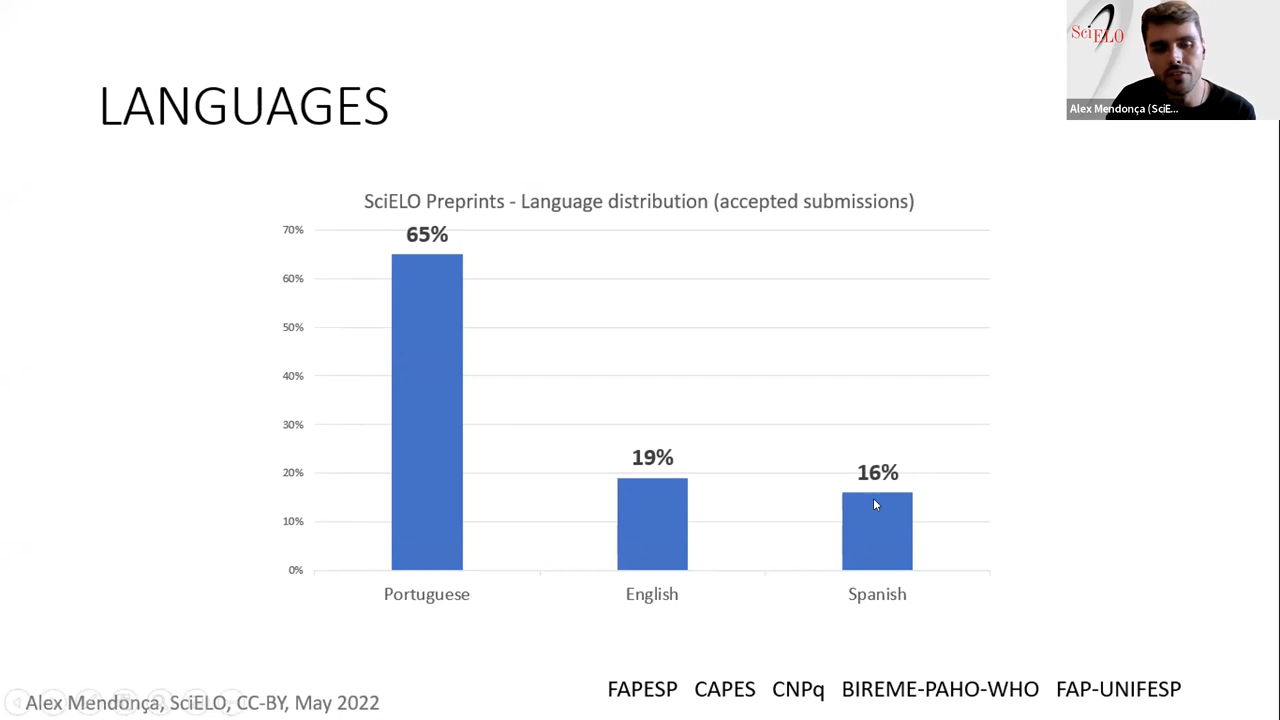 SciELO
Alex Mendonça (SciE...
LANGUAGES
SciELO Preprints - Language distribution (accepted submissions)
70%
60%
50%
40%
30%
20%
10%
0%
65%
19%
16%
Portuguese
English
Spanish
FAPESP CAPES CNPq BIREME-PAHO-WHO FAP-UNIFESP
Alex Mendonça, SciELO, CC-BY, May 2022